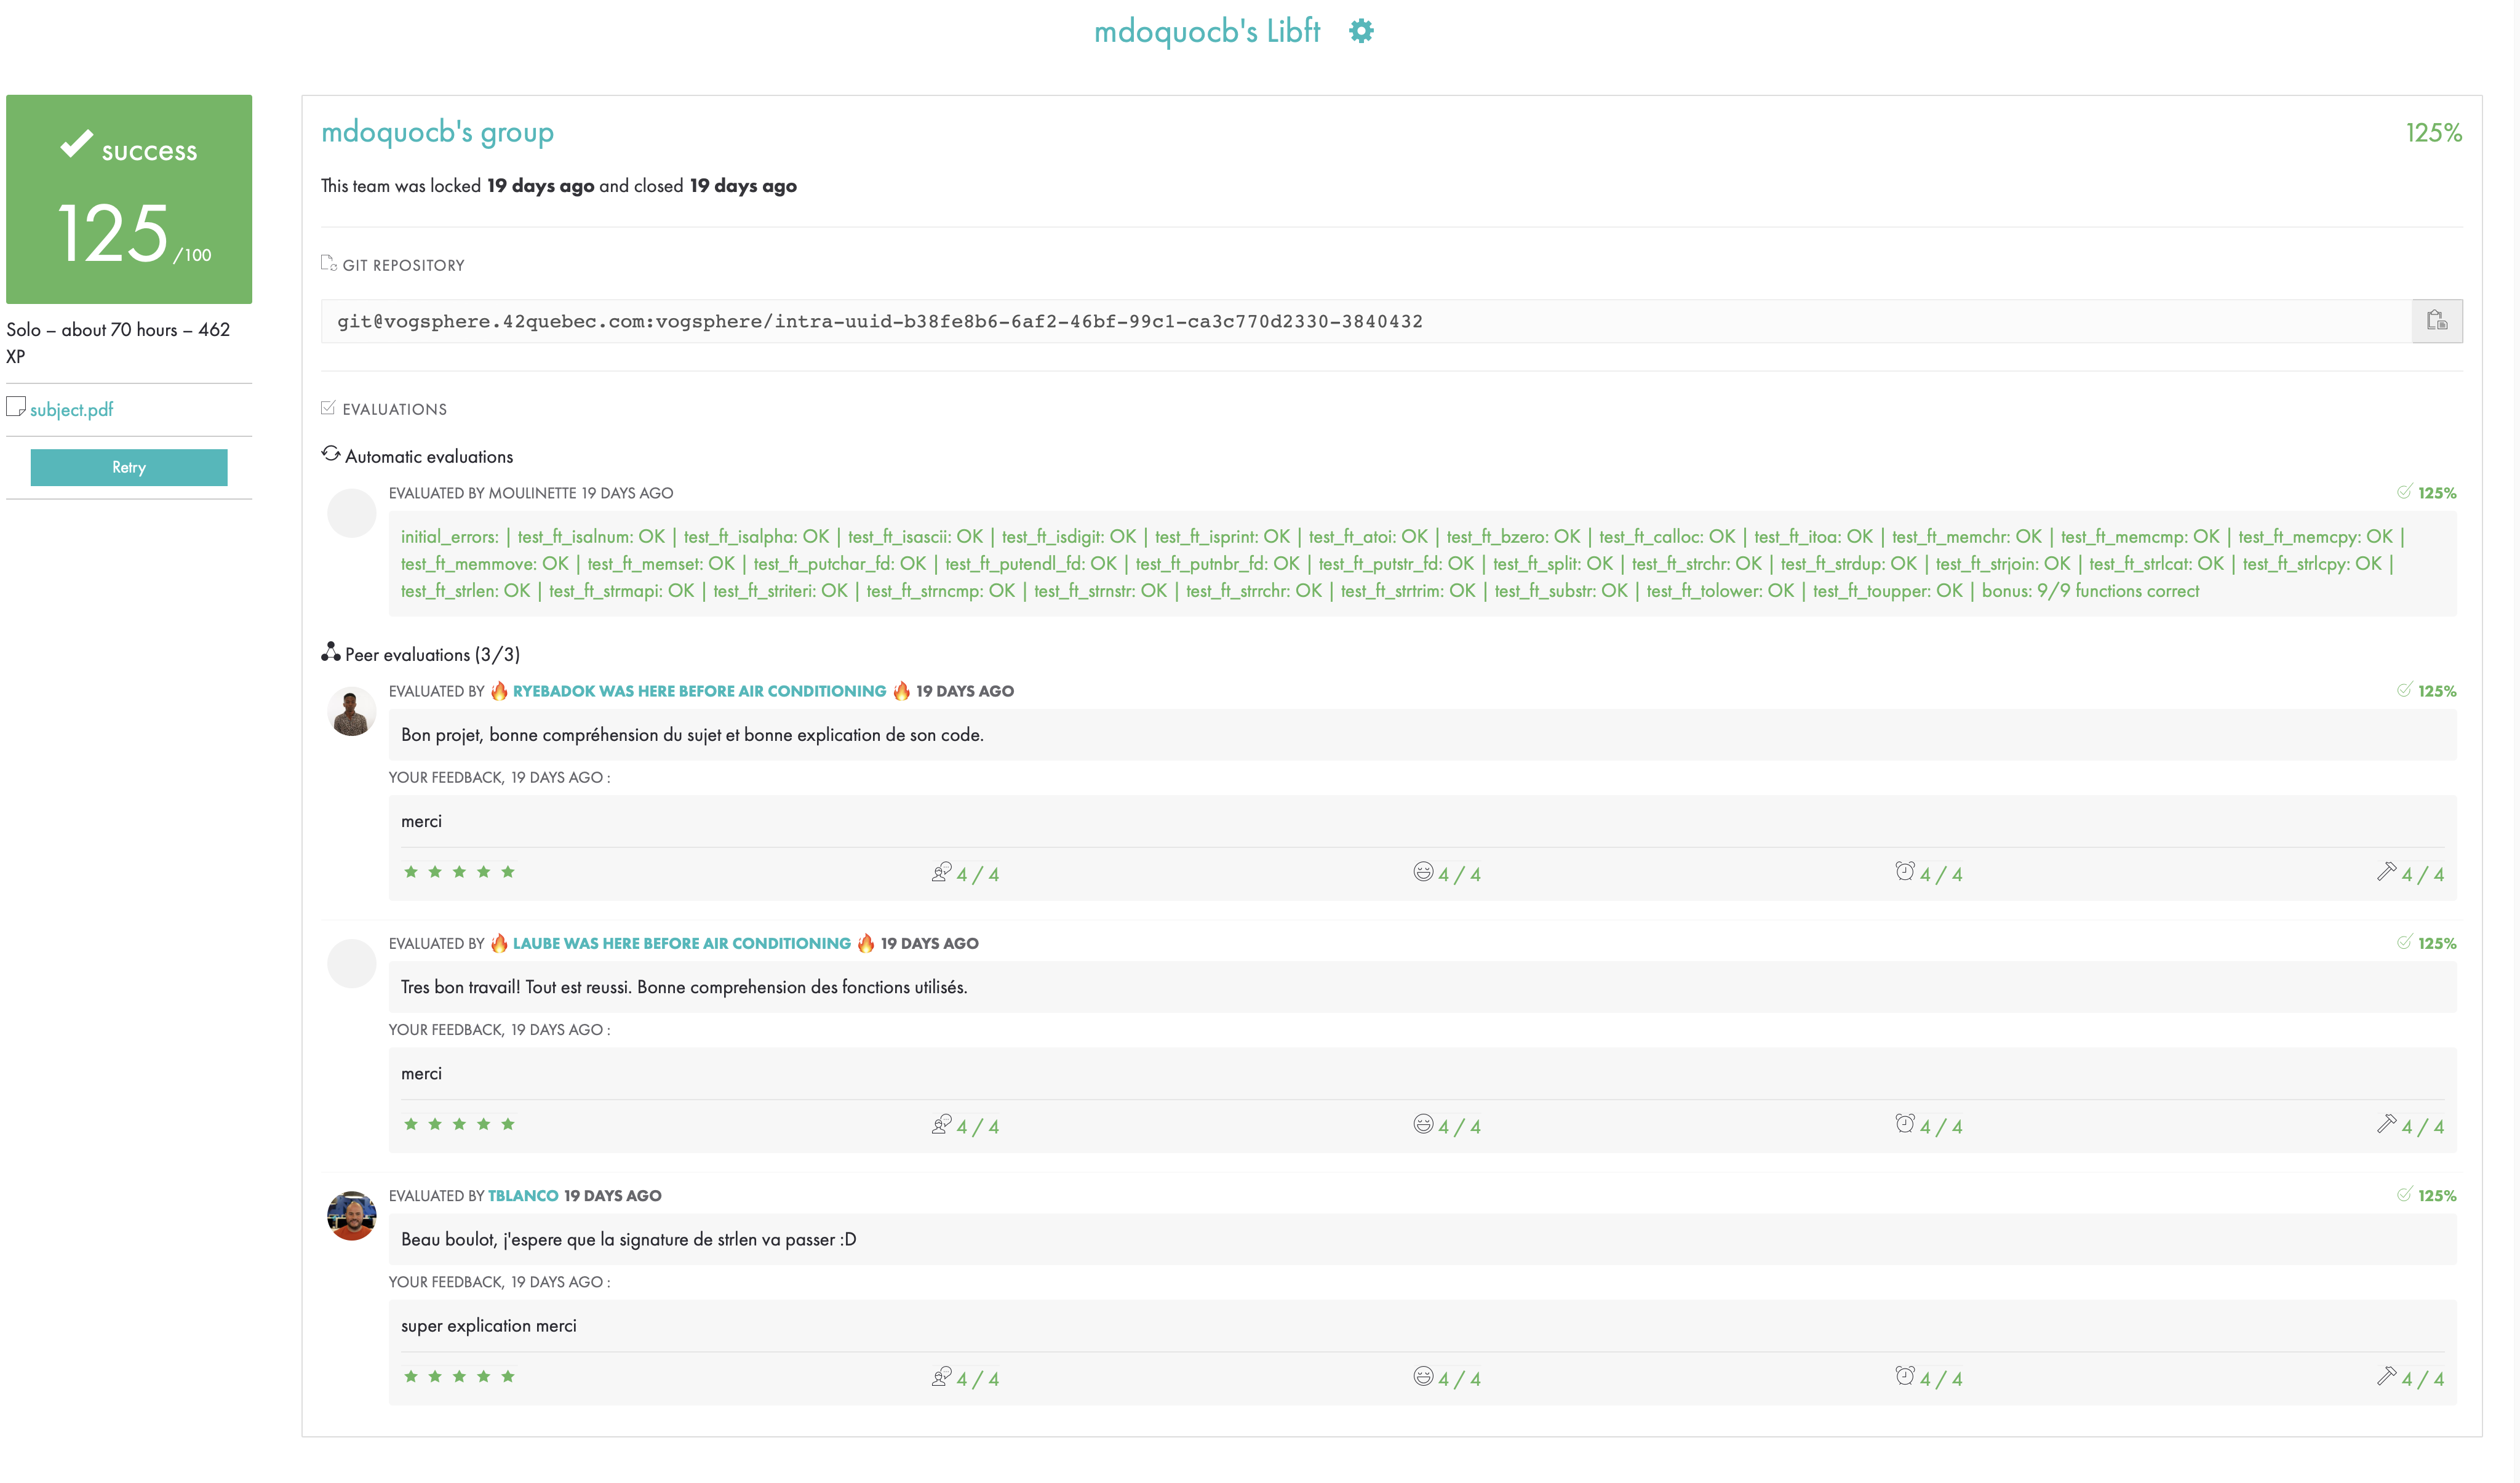 mdoquocb's Libft
success
125 /100
Solo – about 70 hours – 462
XP
subject.pdf
Retry
mdoquocb's group
125%
This team was locked 19 days ago and closed 19 days ago
GIT REPOSITORY
git@vogsphere.42quebec.com:vogsphere/intra-uuid-b38fe8b6-6af2-46bf-99c1-ca3c770d2330-3840432
EVALUATIONS
Automatic evaluations
EVALUATED BY MOULINETTE 19 DAYS AGO
125%
initial_errors: | test_ft_isalnum: OK | test_ft_isalpha: OK | test_ft_isascii: OK | test_ft_isdigit: OK | test_ft_isprint: OK | test_ft_atoi: OK | test_ft_bzero: OK | test_ft_calloc: OK | test_ft_itoa: OK | test_ft_memchr: OK | test_ft_memcmp: OK | test_ft_memcpy: OK |
test_ft_memmove: OK | test_ft_memset: OK | test_ft_putchar_fd: OK | test_ft_putendl_fd: OK | test_ft_putnbr_fd: OK | test_ft_putstr_fd: OK | test_ft_split: OK | test_ft_strchr: OK | test_ft_strdup: OK | test_ft_strjoin: OK | test_ft_strlcat: OK | test_ft_strlcpy: OK |
test_ft_strlen: OK | test_ft_strmapi: OK | test_ft_striteri: OK | test_ft_strncmp: OK | test_ft_strnstr: OK | test_ft_strrchr: OK | test_ft_strtrim: OK | test_ft_substr: OK | test_ft_tolower: OK | test_ft_toupper: OK | bonus: 9/9 functions correct
Peer evaluations (3/3)
EVALUATED BY 🔥 RYEBADOK WAS HERE BEFORE AIR CONDITIONING 🔥 19 DAYS AGO
125%
Bon projet, bonne compréhension du sujet et bonne explication de son code.
YOUR FEEDBACK, 19 DAYS AGO :
merci
★ ★ ★ ★ ★ 4 / 4 4 / 4 4 / 4 4 / 4
EVALUATED BY 🔥 LAUBE WAS HERE BEFORE AIR CONDITIONING 🔥 19 DAYS AGO
125%
Tres bon travail! Tout est reussi. Bonne comprehension des fonctions utilisés.
YOUR FEEDBACK, 19 DAYS AGO :
merci
★ ★ ★ ★ ★ 4 / 4 4 / 4 4 / 4 4 / 4
EVALUATED BY TBLANCO 19 DAYS AGO
125%
Beau boulot, j'espere que la signature de strlen va passer :D
YOUR FEEDBACK, 19 DAYS AGO :
super explication merci
★ ★ ★ ★ ★ 4 / 4 4 / 4 4 / 4 4 / 4